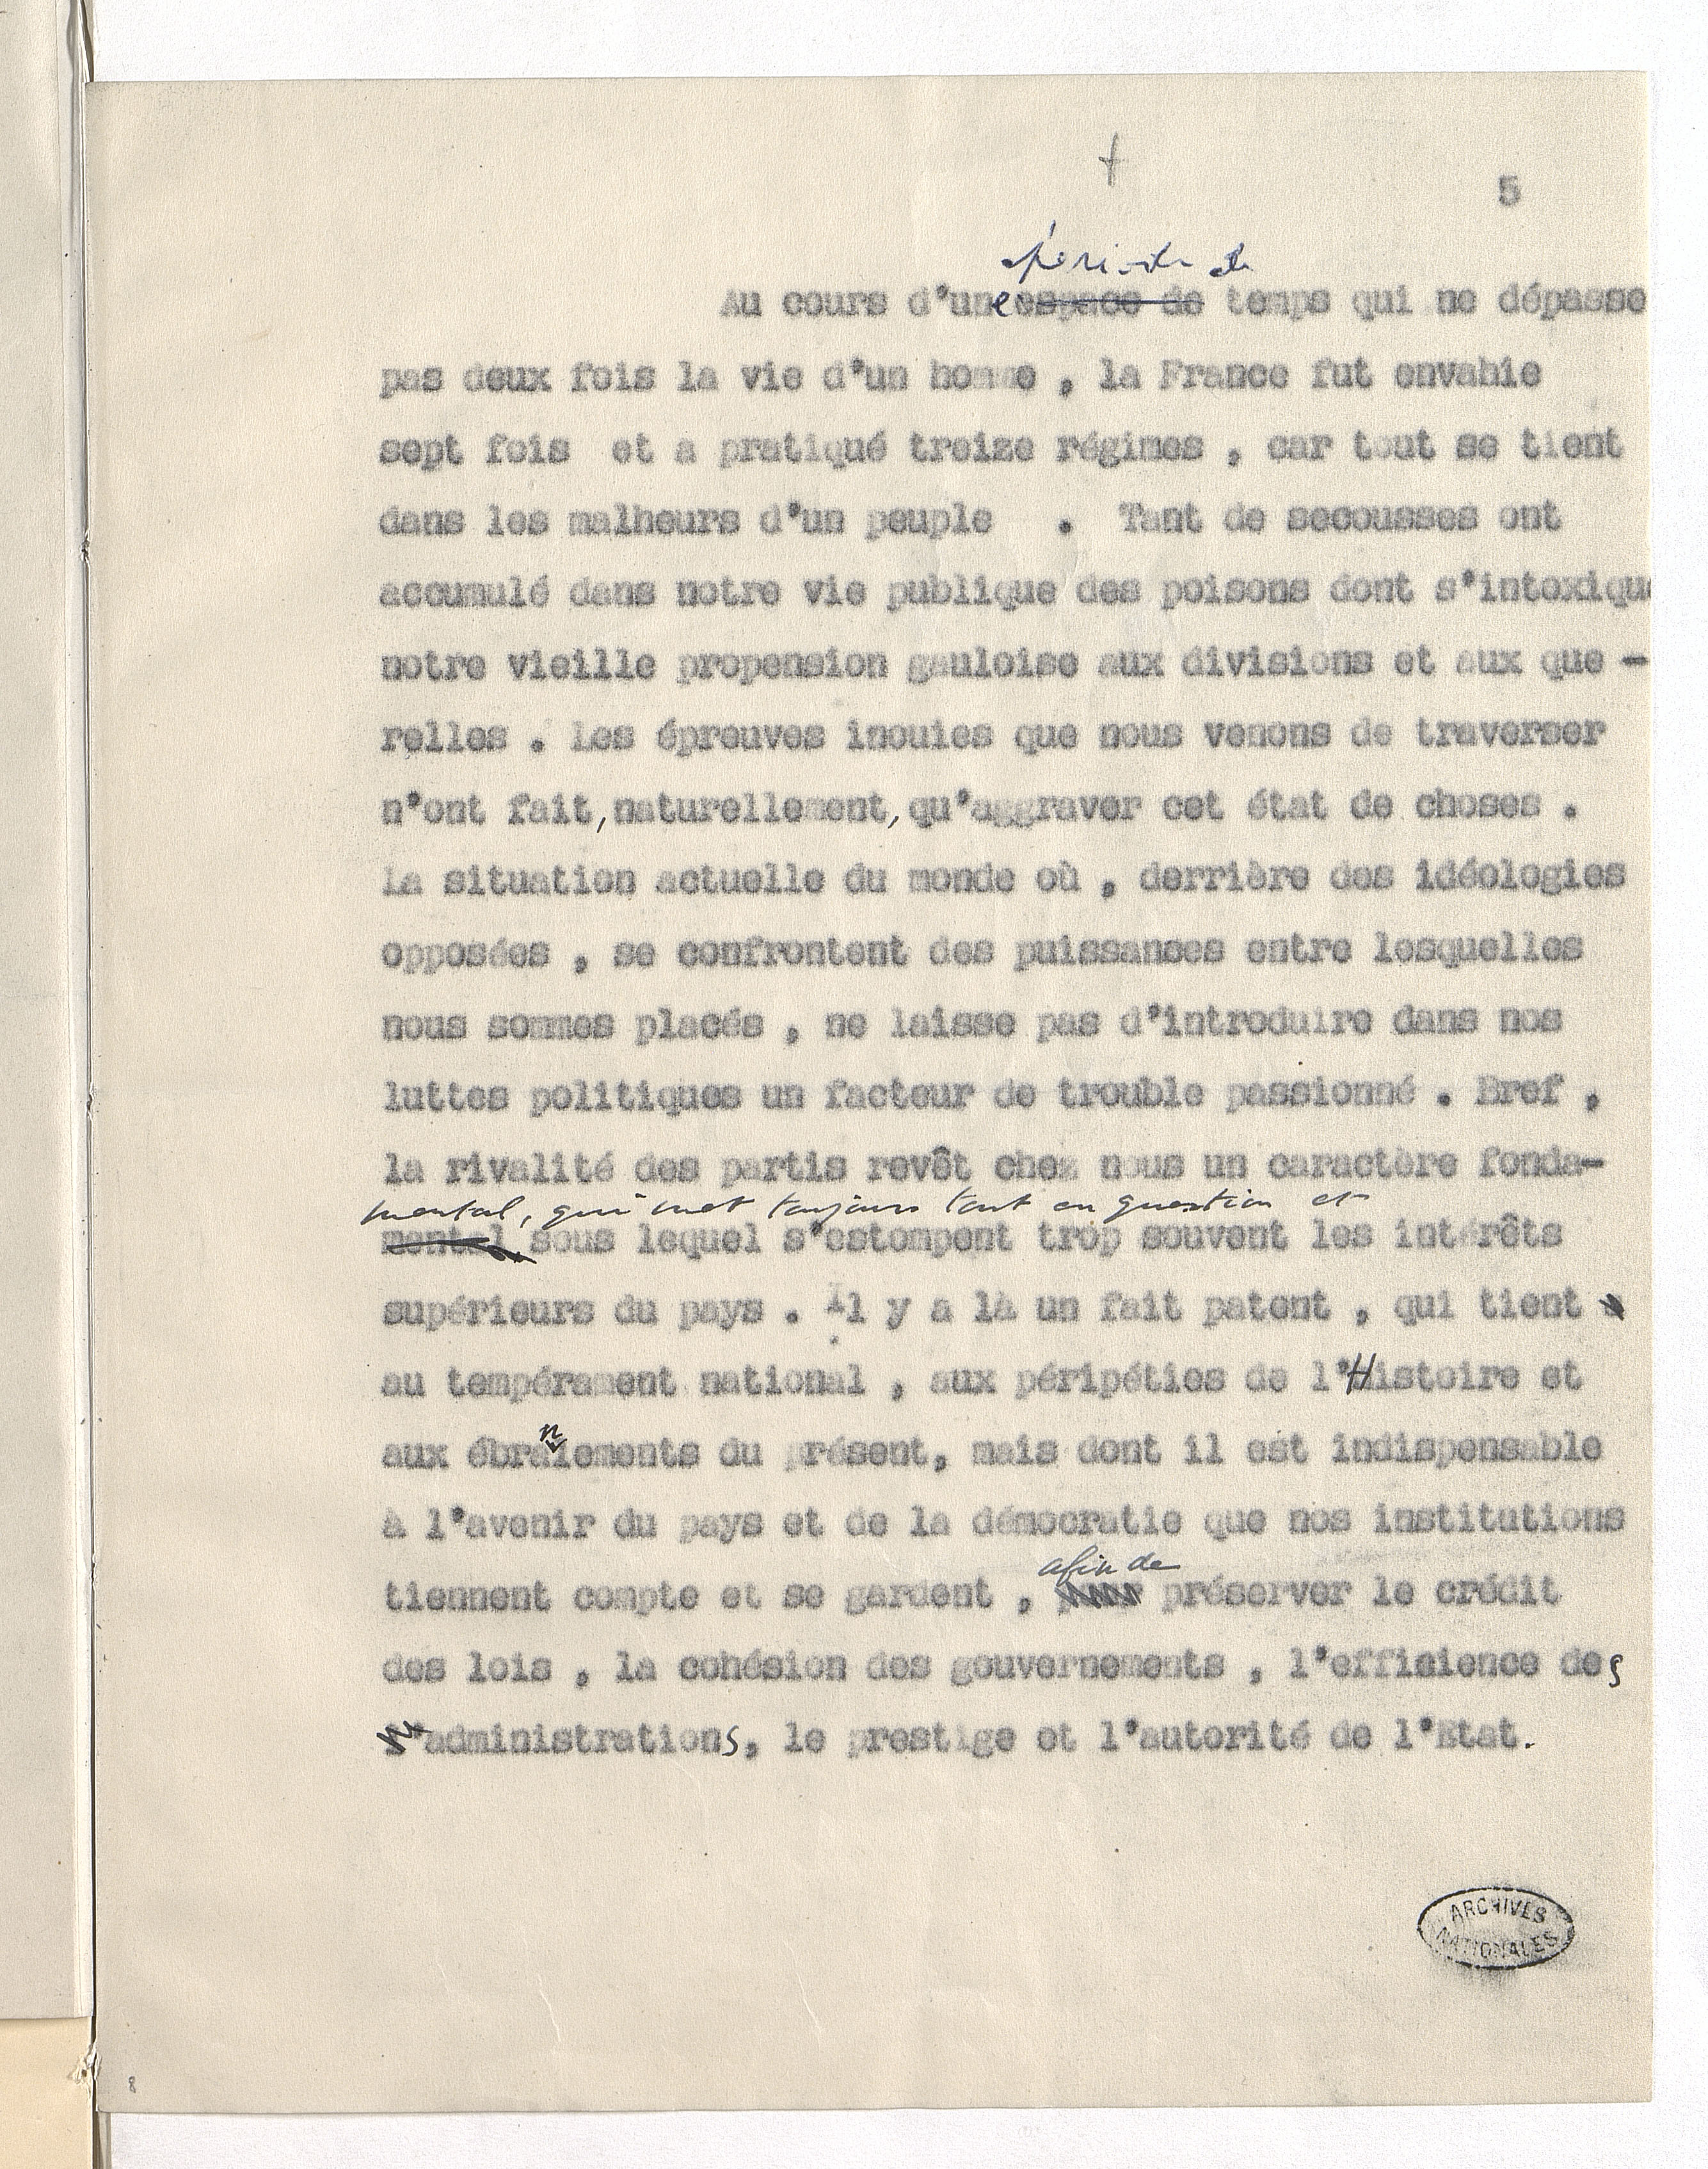 5
période de
Au cours d'une espace de temps qui ne dépasse
pas deux fois la vie d'un homme , la France fut envahie
sept fois et a pratiqué treize régimes , car tout se tient
dans les malheurs d'un peuple . Tant de secousses ont
accumulé dans notre vie publique des poisons dont s'intoxique
notre vieille propension gauloise aux divisions et aux que -
relles . Les épreuves inouies que nous venons de traverser
n'ont fait, naturellement, qu'aggraver cet état de choses .
La situation actuelle du monde où , derrière des idéologies
opposées , se confrontent des puissances entre lesquelles
nous sommes placés , ne laisse pas d'introduire dans nos
luttes politiques un facteur de trouble passionné . Bref ,
la rivalité des partis revêt chez nous un caractère fonda-
mental, qui met toujours tout en question et
mental, sous lequel s'estompent trop souvent les intérêts
supérieurs du pays . Il y a là un fait patent , qui tient
au tempérament national , aux péripéties de l'Histoire et
n
aux ébraiements du présent, mais dont il est indispensable
à l'avenir du pays et de la démocratie que nos institutions
afin de
tiennent compte et se gardent , pour préserver le crédit
des lois , la cohésion des gouvernements , l'efficience des
administrations, le prestige et l'autorité de l'Etat.
ARCHIVES
NATIONALES
8